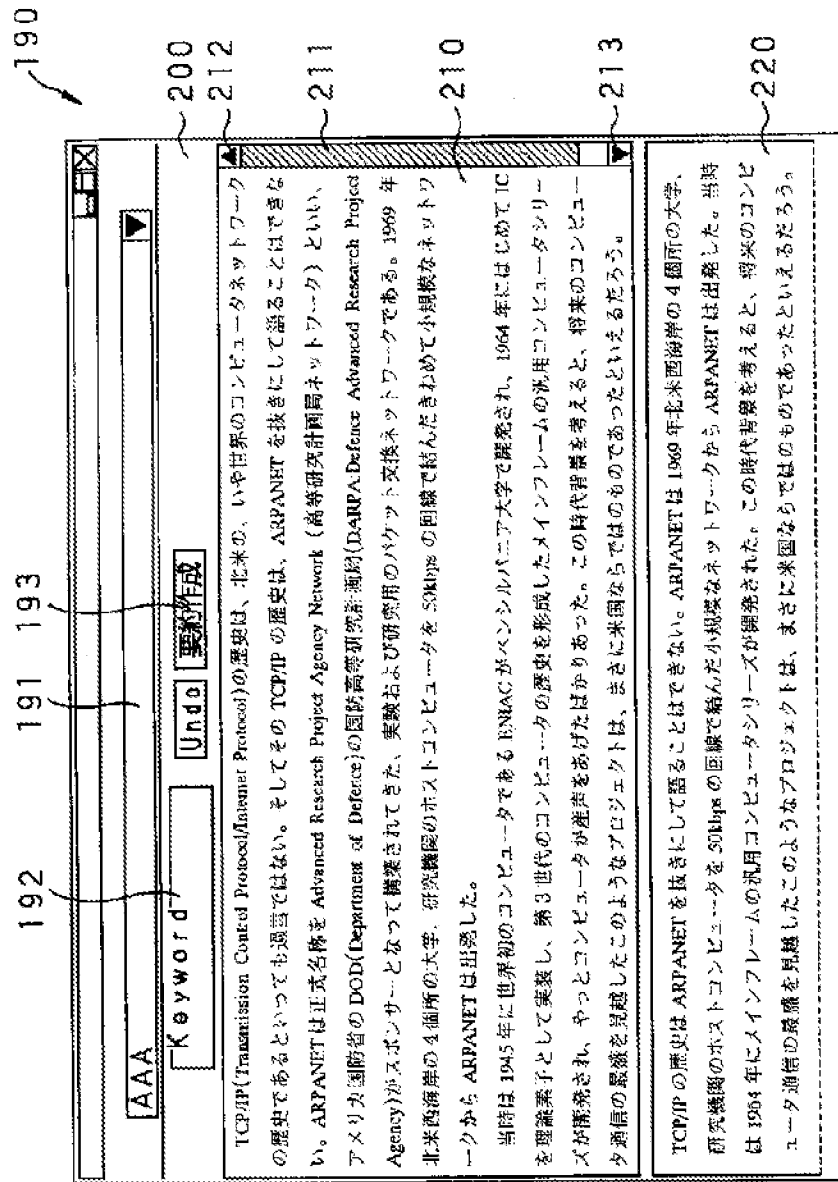 190
AAA
191
192
193
Keyword
Undo
要約作成
200
212
TCP/IP(Transmission Control Protocol/Internet Protocol)の歴史は、北米の、いや世界のコンピュータネットワーク
の歴史であるといっても過言ではない。そしてその TCP/IP の歴史は、ARPANET を抜きにして語ることはできな
い。ARPANET は正式名称を Advanced Research Project Agency Network (高等研究計画局ネットワーク) といい、
211
アメリカ国防省の DOD(Department of Defence)の国防高等研究計画局(DARPA:Defence Advanced Research Project
Agency)がスポンサーとなって構築されてきた、実験および研究用のパケット交換ネットワークである。1969 年
北米西海岸の 4 個所の大学、研究機関のホストコンピュータを 50kbps の回線で結んだきわめて小規模なネットワ
ークから ARPANET は出発した。
210
当時は 1945 年に世界初のコンピュータである ENIAC がペンシルバニア大学で開発され、1964 年にはじめて IC
を理論素子として実装し、第 3 世代のコンピュータの歴史を形成したメインフレームの汎用コンピュータシリー
ズが開発され、やっとコンピュータが産声をあげたばかりあった。この時代背景を考えると、将来のコンピュー
タ通信の殷盛を見越したこのようなプロジェクトは、まさに米国ならではのものであったといえるだろう。
213
TCP/IP の歴史は ARPANET を抜きにして語ることはできない。ARPANET は 1969 年北米西海岸の 4 個所の大学、
研究機関のホストコンピュータを 50kbps の回線で結んだ小規模なネットワークから ARPANET は出発した。当時
は 1964 年にメインフレームの汎用コンピュータシリーズが開発された。この時代背景を考えると、将来のコンピ
ュータ通信の殷盛を見越したこのようなプロジェクトは、まさに米国ならではのものであったといえるだろう。
220